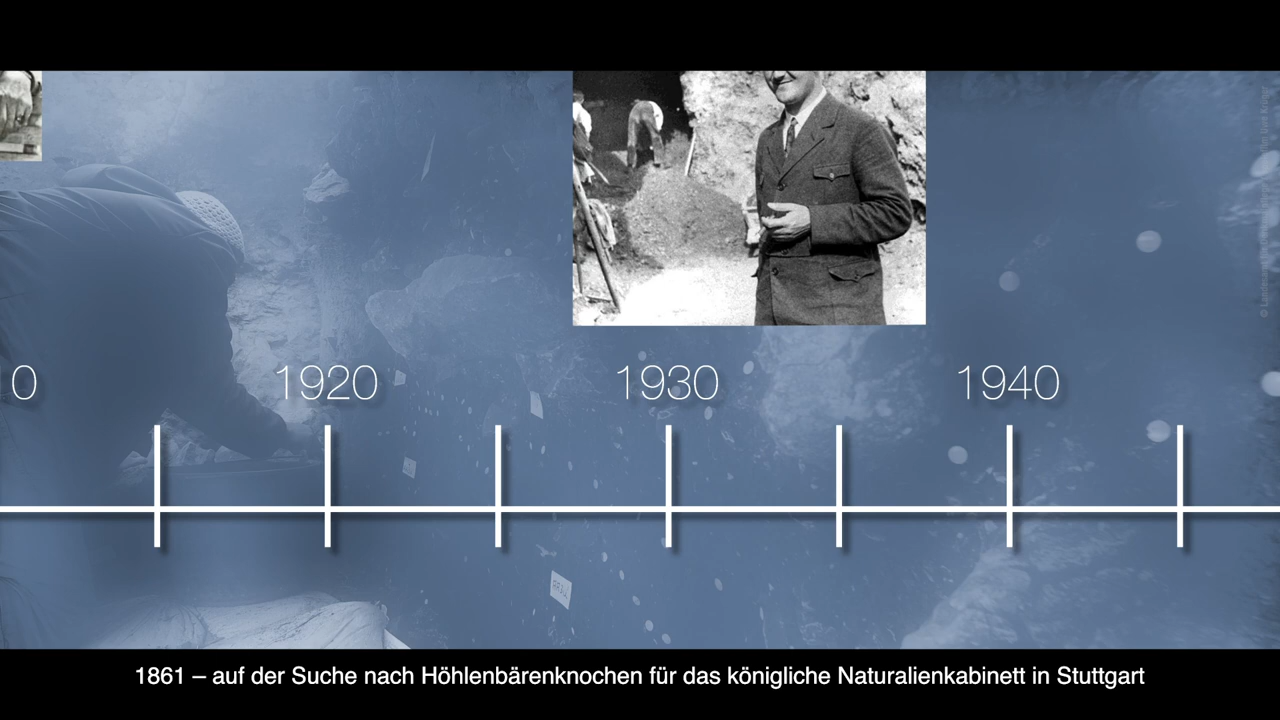 0
1920
1930
1940
1861 – auf der Suche nach Höhlenbärenknochen für das königliche Naturalienkabinett in Stuttgart